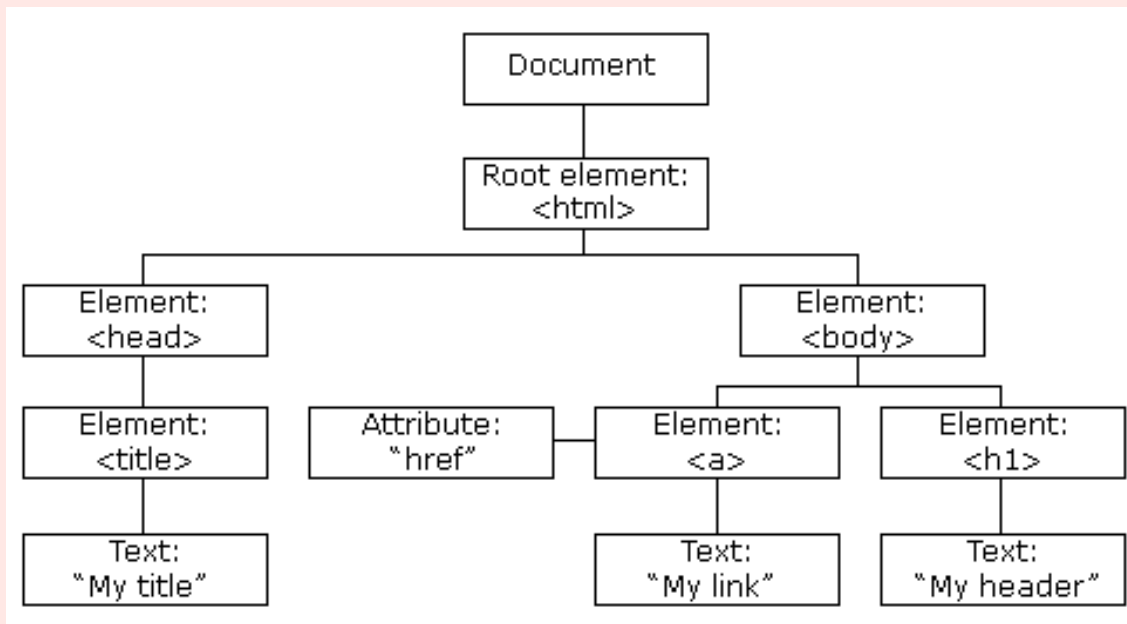 Document
Root element:
<html>
Element:
<head>
Element:
<body>
Element:
<title>
Attribute:
“href”
Element:
<a>
Element:
<h1>
Text:
“My title”
Text:
“My link”
Text:
“My header”